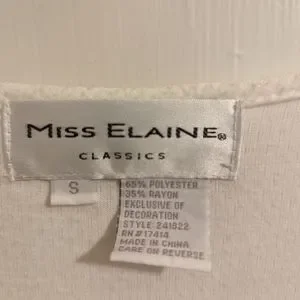 MISS ELAINE®
CLASSICS
S
65% POLYESTER
35% RAYON
EXCLUSIVE OF
DECORATION
STYLE: 241822
RN#17414
MADE IN CHINA
CARE ON REVERSE